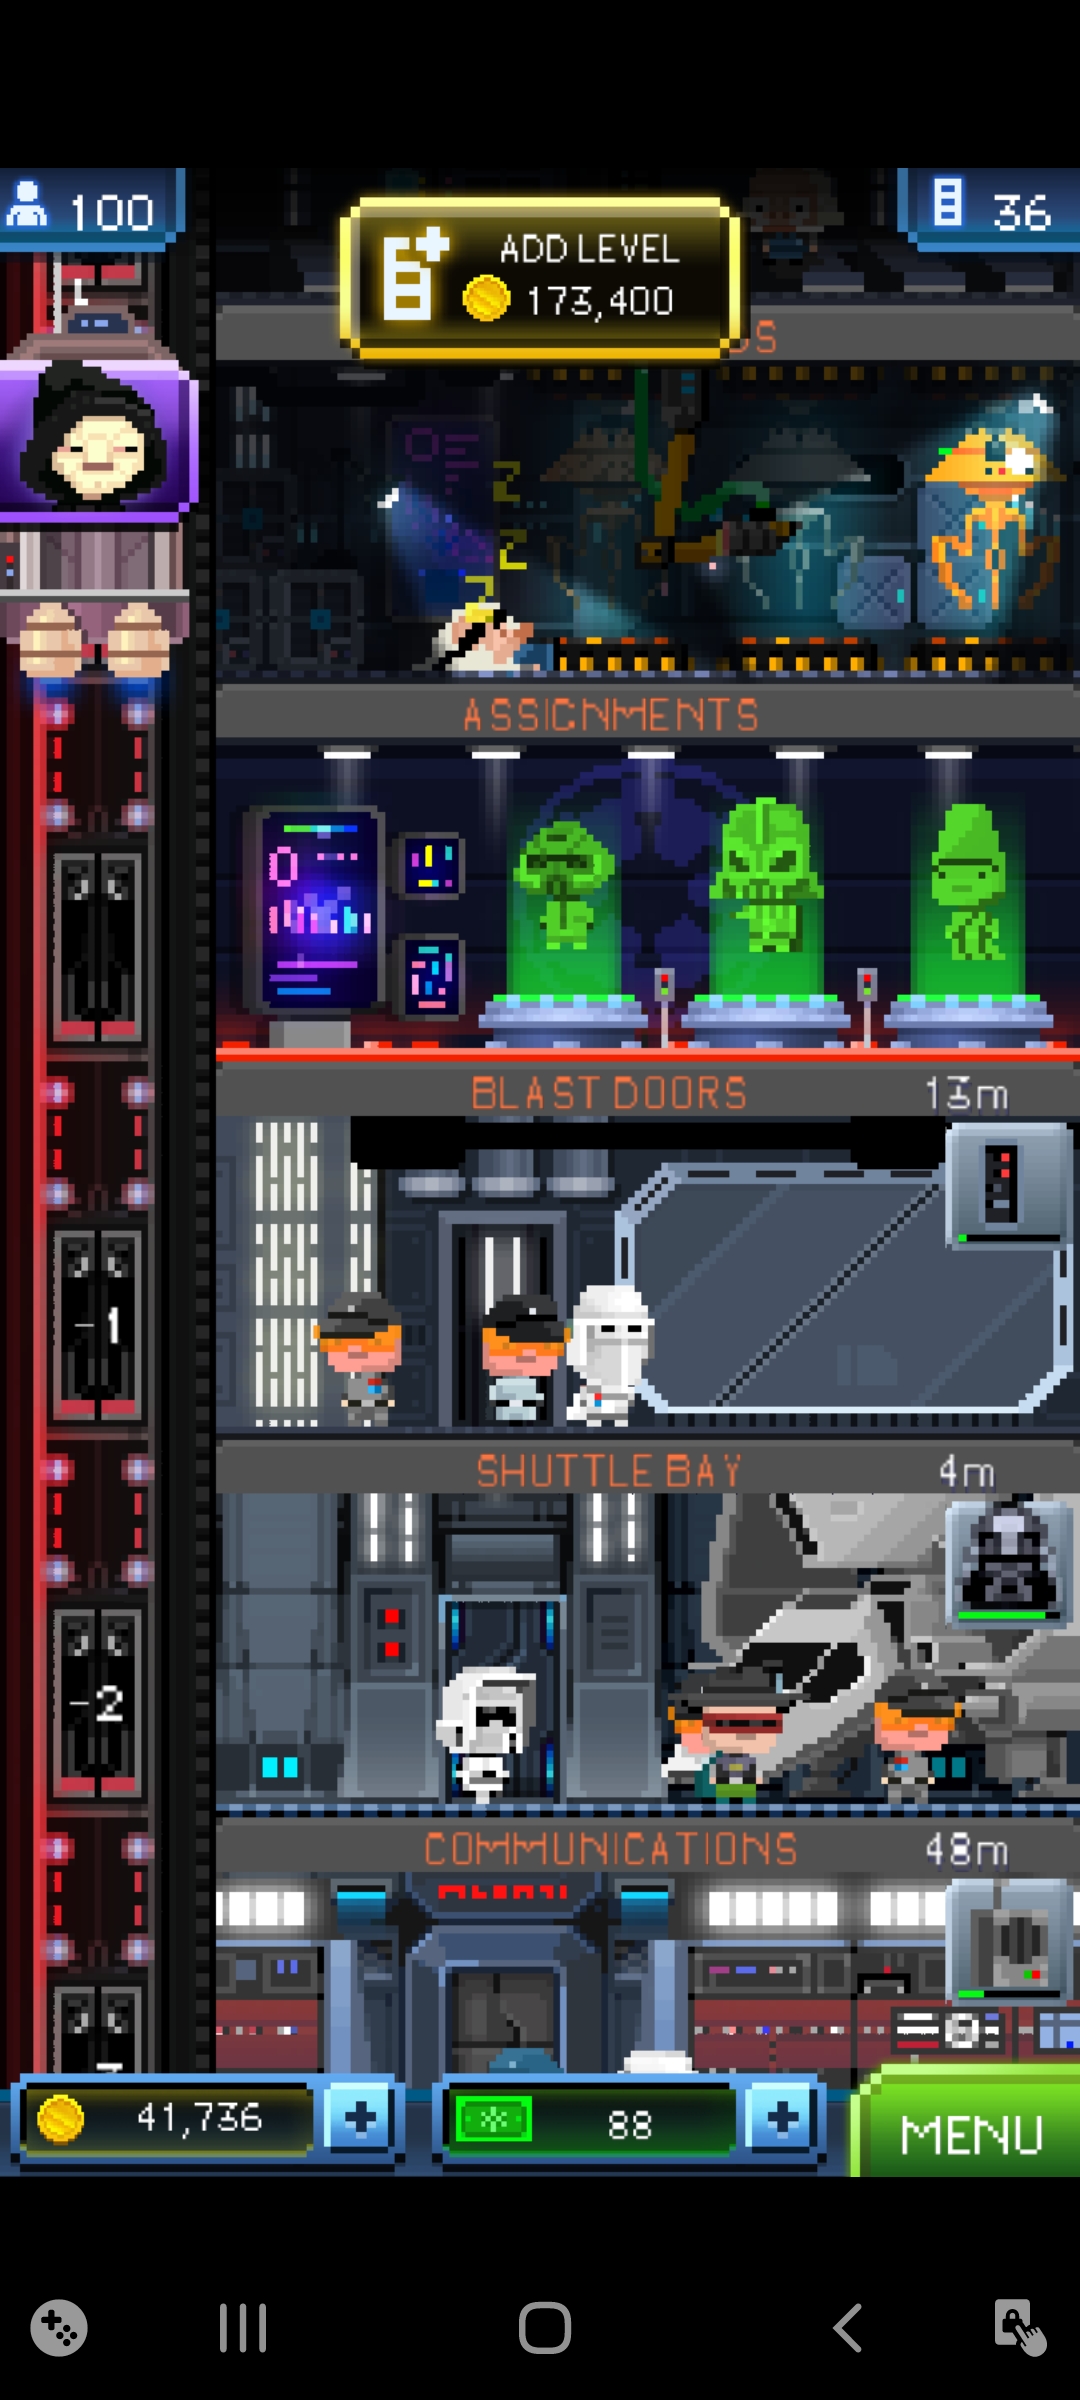 100
ADD LEVEL
173,400
36
ASSIGNMENTS
BLAST DOORS
13m
-1
SHUTTLE BAY
4m
-2
COMMUNICATIONS
48m
41,736
88
MENU